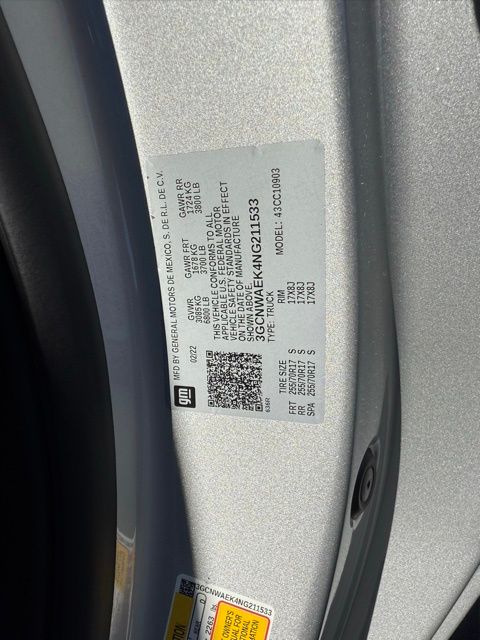 MFD BY GENERAL MOTORS DE MEXICO, S. DE R.L. DE C.V.
02/22
GVWR GAWR FRT GAWR RR
3085 KG 1678 KG 1724 KG
6800 LB 3700 LB 3800 LB
THIS VEHICLE CONFORMS TO ALL
APPLICABLE U.S. FEDERAL MOTOR
VEHICLE SAFETY STANDARDS IN EFFECT
ON THE DATE OF MANUFACTURE
SHOWN ABOVE.
3GCNWAEK4NG211533
TYPE: TRUCK MODEL: 43CC10903
gm
636R
TIRE SIZE RIM
FRT 255/70R17 S 17X8J
RR 255/70R17 S 17X8J
SPA 255/70R17 S 17X8J
3GCNWAEK4NG211533